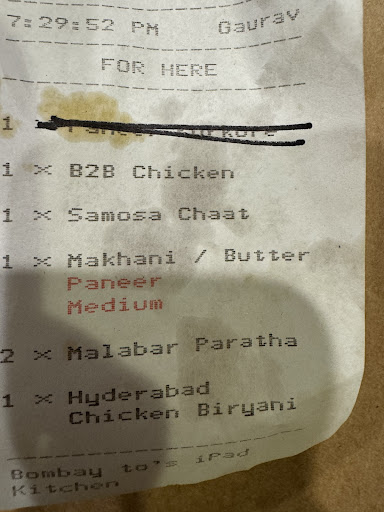 7:29:52 PM Gaurav
FOR HERE
1 x
1 x B2B Chicken
1 x Samosa Chaat
1 x Makhani / Butter
Paneer
Medium
2 x Malabar Paratha
1 x Hyderabad
Chicken Biryani
Bombay to's iPad
Kitchen